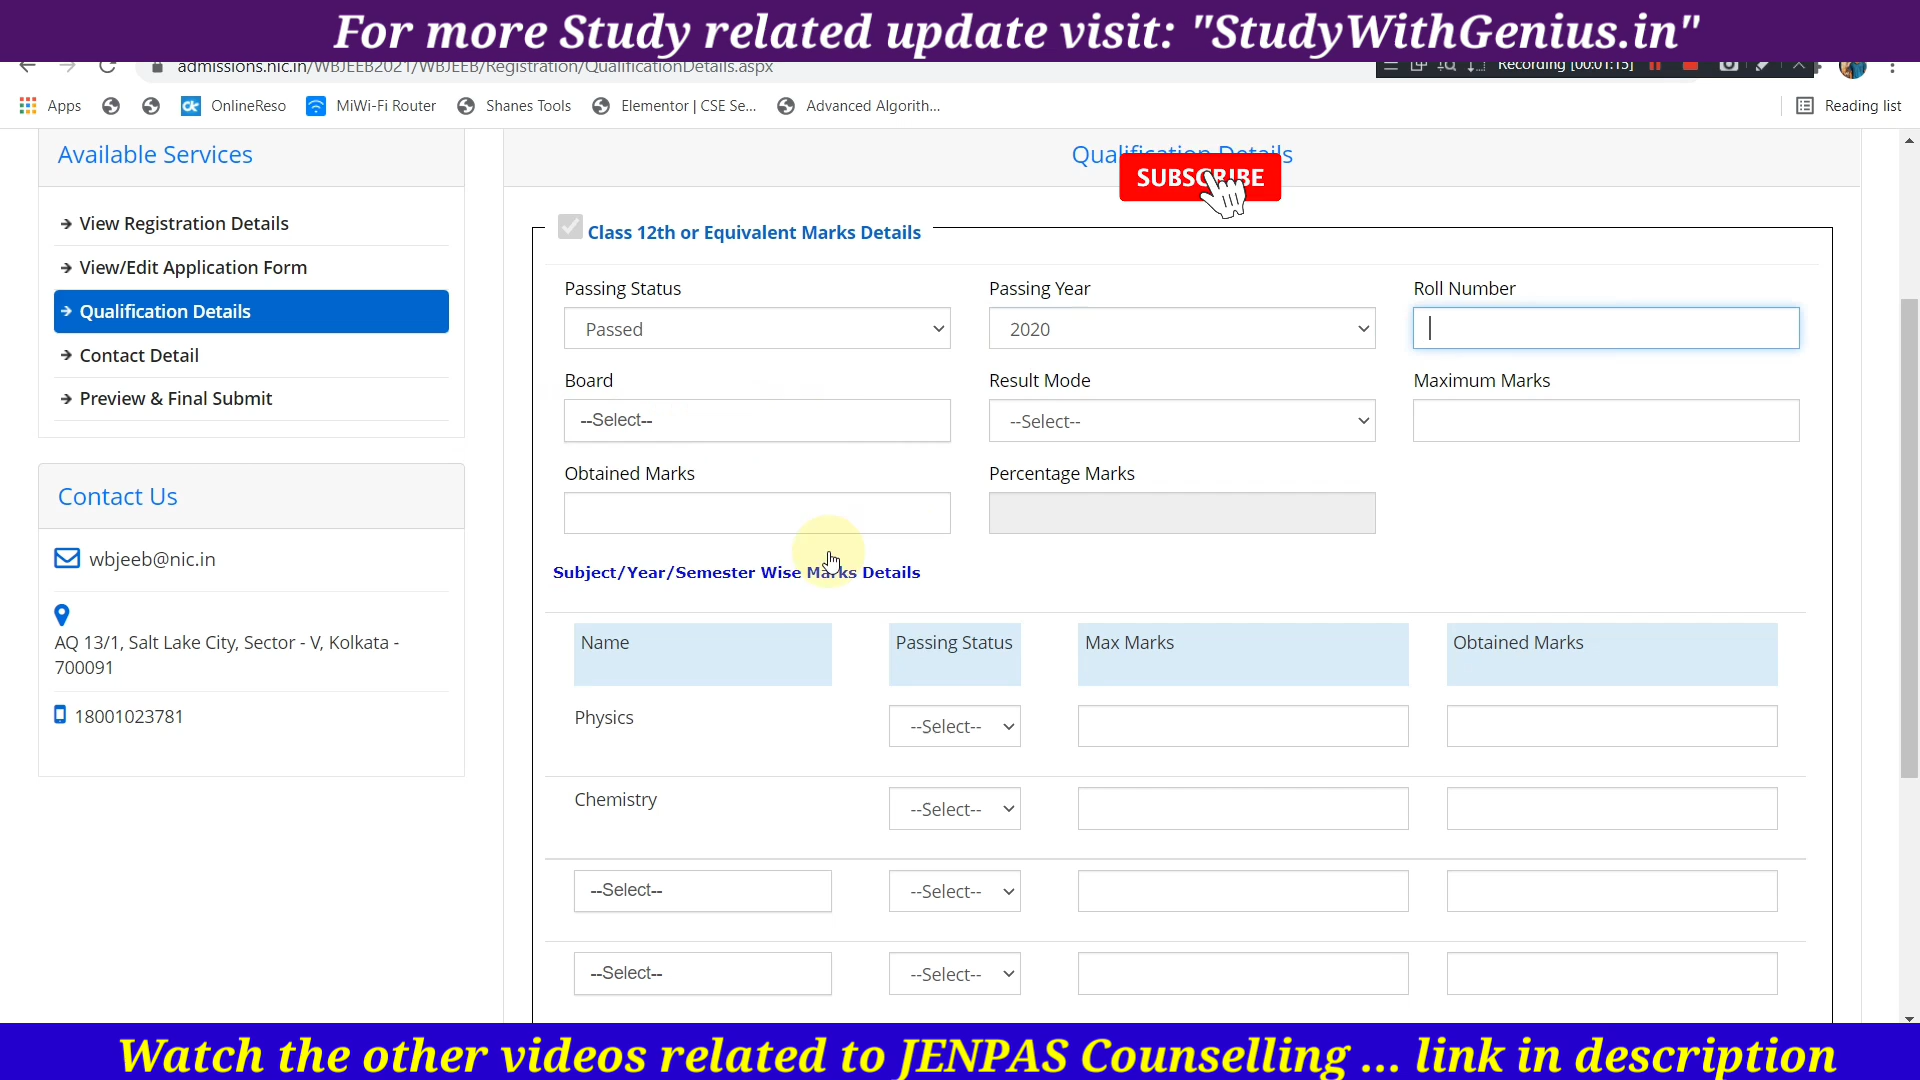 For more Study related update visit: "StudyWithGenius.in"
admissions.nic.in/WBJEEB2021/WBJEEB/Registration/QualificationDetails.aspx
Recording [00:01:15]
Apps
OnlineReso
MiWi-Fi Router
Shanes Tools
Elementor | CSE Se...
Advanced Algorith...
Reading list
Available Services
Qualification Details
SUBSCRIBE
View Registration Details
View/Edit Application Form
Qualification Details
Contact Detail
Preview & Final Submit
Class 12th or Equivalent Marks Details
Passing Status
Passing Year
Roll Number
Passed
2020
Board
Result Mode
Maximum Marks
--Select--
--Select--
Obtained Marks
Percentage Marks
Contact Us
wbjeeb@nic.in
AQ 13/1, Salt Lake City, Sector - V, Kolkata -
700091
18001023781
Subject/Year/Semester Wise Marks Details
Name
Passing Status
Max Marks
Obtained Marks
Physics
--Select--
Chemistry
--Select--
--Select--
--Select--
--Select--
--Select--
Watch the other videos related to JENPAS Counselling ... link in description